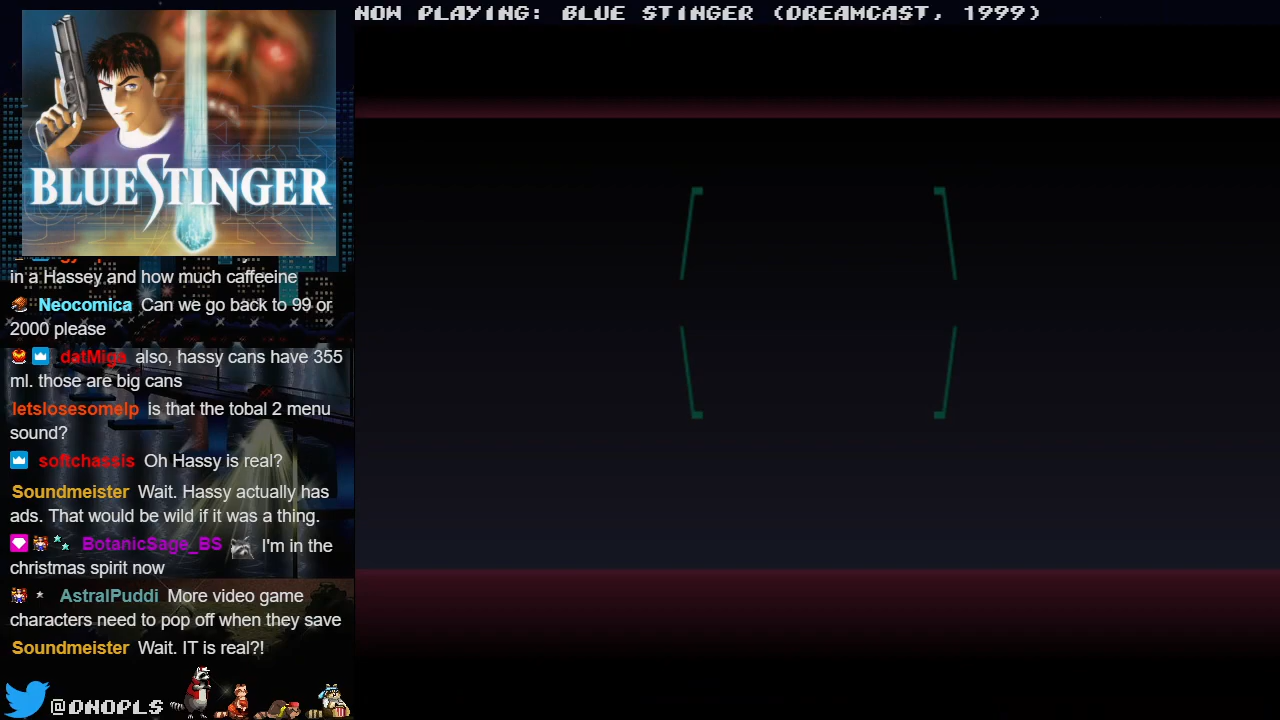 NOW PLAYING: BLUE STINGER (DREAMCAST, 1999)
BLUE STINGER
in a Hassey and how much caffeeine
Neocomica Can we go back to 99 or
2000 please
datMiga also, hassy cans have 355
ml. those are big cans
letslosesomelp is that the tobal 2 menu
sound?
softchassis Oh Hassy is real?
Soundmeister Wait. Hassy actually has
ads. That would be wild if it was a thing.
BotanicSage_BS I'm in the
christmas spirit now
AstralPuddi More video game
characters need to pop off when they save
Soundmeister Wait. IT is real?!
@DHOPLS